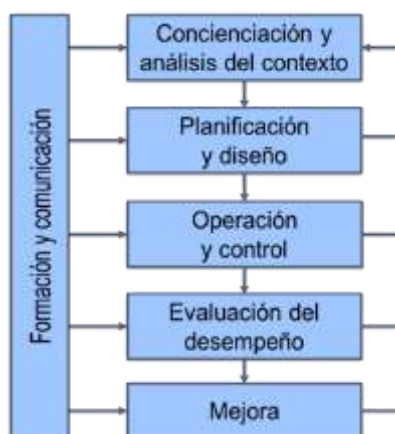 Formación y comunicación
Concienciación y
análisis del contexto
Planificación
y diseño
Operación
y control
Evaluación del
desempeño
Mejora